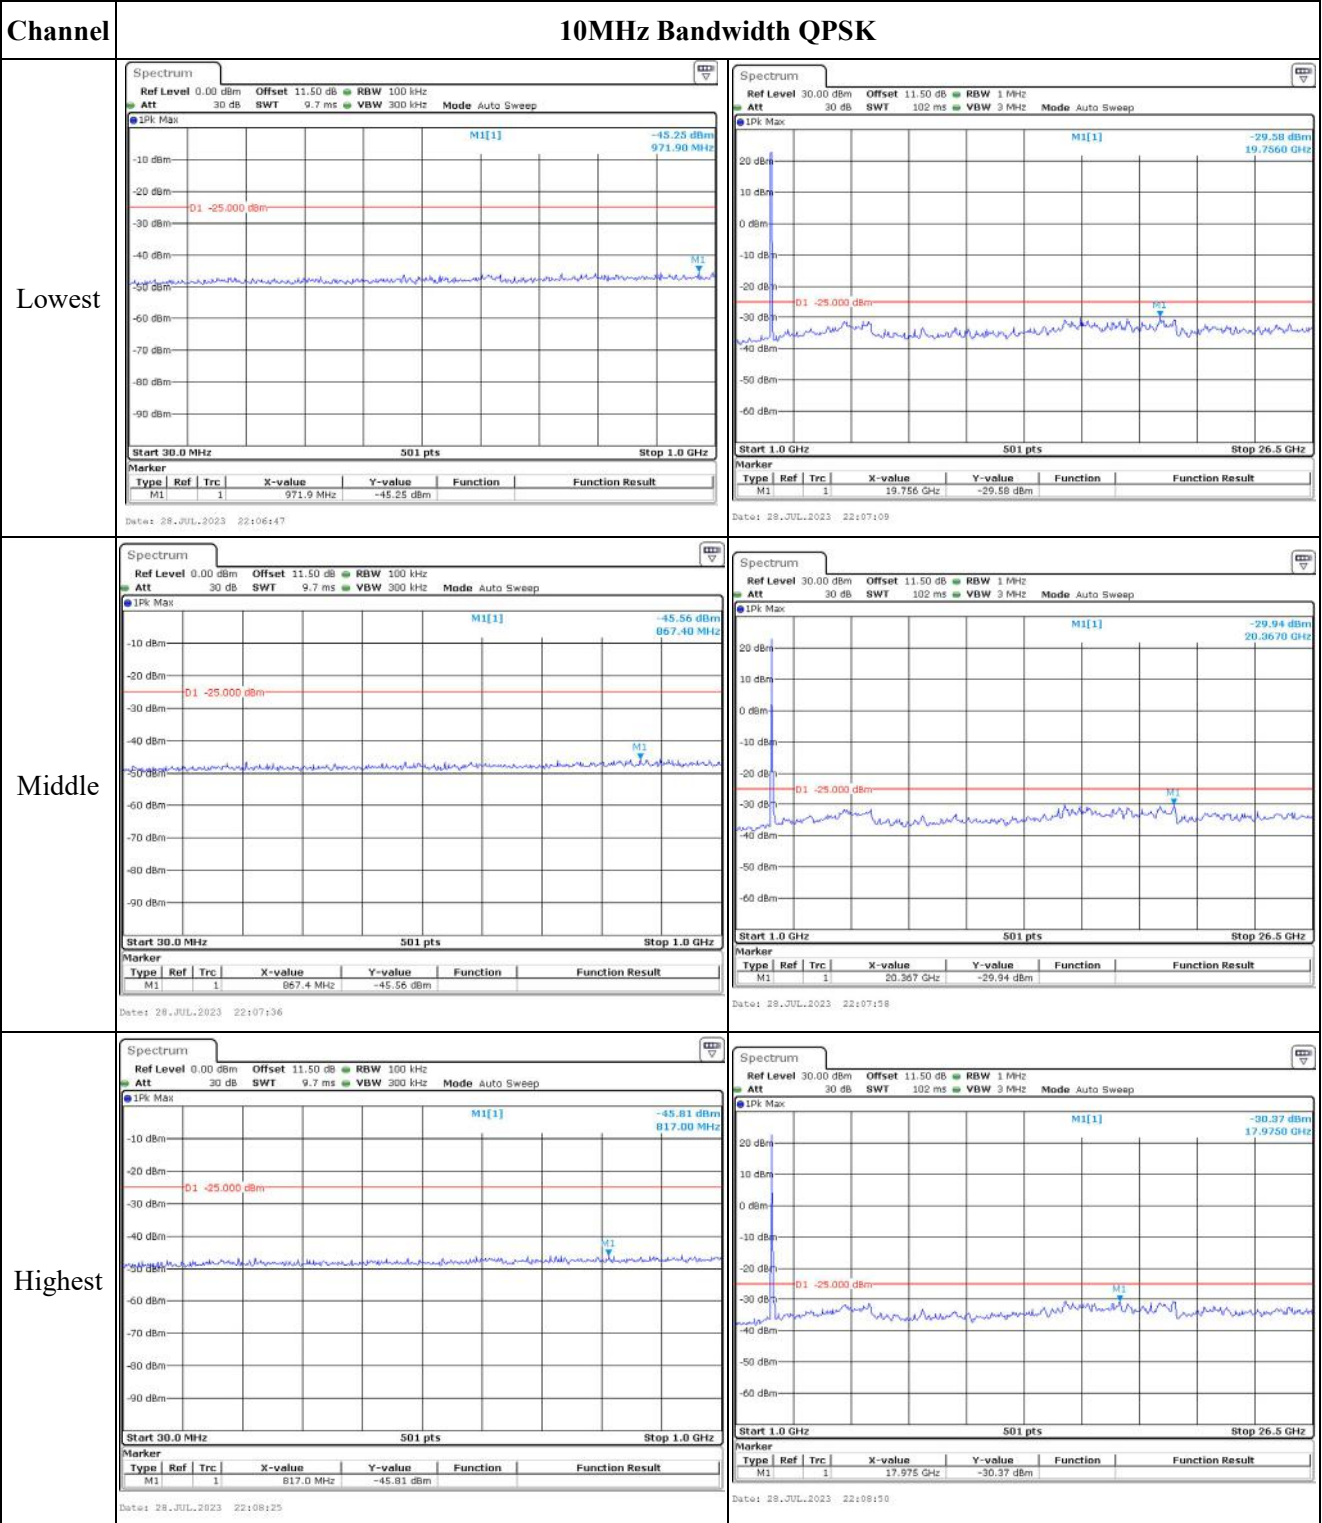 Channel 10MHz Bandwidth QPSK
Lowest
Spectrum
Ref Level 0.00 dBm Offset 11.50 dB RBW 100 kHz
Att 30 dB SWT 9.7 ms VBW 300 kHz Mode Auto Sweep
1Pk Max
M1[1] -45.25 dBm
971.90 MHz
-10 dBm
-20 dBm
D1 -25.000 dBm
-30 dBm
-40 dBm
M1
-50 dBm
-60 dBm
-70 dBm
-80 dBm
-90 dBm
Start 30.0 MHz 501 pts Stop 1.0 GHz
Marker
Type Ref Trc X-value Y-value Function Function Result
M1 1 971.9 MHz -45.25 dBm
Date: 28.JUL.2023 22:06:47
Spectrum
Ref Level 30.00 dBm Offset 11.50 dB RBW 1 MHz
Att 30 dB SWT 102 ms VBW 3 MHz Mode Auto Sweep
1Pk Max
M1[1] -29.58 dBm
19.7560 GHz
20 dBm
10 dBm
0 dBm
-10 dBm
-20 dBm
D1 -25.000 dBm
M1
-30 dBm
-40 dBm
-50 dBm
-60 dBm
Start 1.0 GHz 501 pts Stop 26.5 GHz
Marker
Type Ref Trc X-value Y-value Function Function Result
M1 1 19.756 GHz -29.58 dBm
Date: 28.JUL.2023 22:07:09
Middle
Spectrum
Ref Level 0.00 dBm Offset 11.50 dB RBW 100 kHz
Att 30 dB SWT 9.7 ms VBW 300 kHz Mode Auto Sweep
1Pk Max
M1[1] -45.56 dBm
867.40 MHz
-10 dBm
-20 dBm
D1 -25.000 dBm
-30 dBm
-40 dBm
M1
-50 dBm
-60 dBm
-70 dBm
-80 dBm
-90 dBm
Start 30.0 MHz 501 pts Stop 1.0 GHz
Marker
Type Ref Trc X-value Y-value Function Function Result
M1 1 867.4 MHz -45.56 dBm
Date: 28.JUL.2023 22:07:36
Spectrum
Ref Level 30.00 dBm Offset 11.50 dB RBW 1 MHz
Att 30 dB SWT 102 ms VBW 3 MHz Mode Auto Sweep
1Pk Max
M1[1] -29.94 dBm
20.3670 GHz
20 dBm
10 dBm
0 dBm
-10 dBm
-20 dBm
D1 -25.000 dBm
M1
-30 dBm
-40 dBm
-50 dBm
-60 dBm
Start 1.0 GHz 501 pts Stop 26.5 GHz
Marker
Type Ref Trc X-value Y-value Function Function Result
M1 1 20.367 GHz -29.94 dBm
Date: 28.JUL.2023 22:07:58
Highest
Spectrum
Ref Level 0.00 dBm Offset 11.50 dB RBW 100 kHz
Att 30 dB SWT 9.7 ms VBW 300 kHz Mode Auto Sweep
1Pk Max
M1[1] -45.81 dBm
817.00 MHz
-10 dBm
-20 dBm
D1 -25.000 dBm
-30 dBm
-40 dBm
M1
-50 dBm
-60 dBm
-70 dBm
-80 dBm
-90 dBm
Start 30.0 MHz 501 pts Stop 1.0 GHz
Marker
Type Ref Trc X-value Y-value Function Function Result
M1 1 817.0 MHz -45.81 dBm
Date: 28.JUL.2023 22:08:25
Spectrum
Ref Level 30.00 dBm Offset 11.50 dB RBW 1 MHz
Att 30 dB SWT 102 ms VBW 3 MHz Mode Auto Sweep
1Pk Max
M1[1] -30.37 dBm
17.9750 GHz
20 dBm
10 dBm
0 dBm
-10 dBm
-20 dBm
D1 -25.000 dBm
M1
-30 dBm
-40 dBm
-50 dBm
-60 dBm
Start 1.0 GHz 501 pts Stop 26.5 GHz
Marker
Type Ref Trc X-value Y-value Function Function Result
M1 1 17.975 GHz -30.37 dBm
Date: 28.JUL.2023 22:08:50